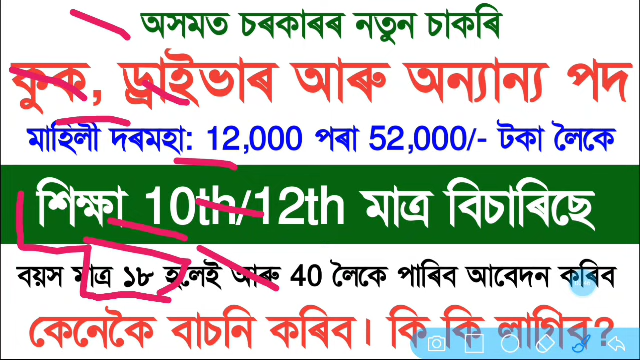 অসমত চৰকাৰৰ নতুন চাকৰি
কুক, ড্ৰাইভাৰ আৰু অন্যান্য পদ
মাহিলী দৰমহা: 12,000 পৰা 52,000/- টকা লৈকে
শিক্ষা 10th/12th মাত্ৰ বিচাৰিছে
বয়স মাত্ৰ ১৮ হলেই আৰু 40 লৈকে পাৰিব আবেদন কৰিব
কেনেকৈ বাচনি কৰিব। কি কি লাগিব?